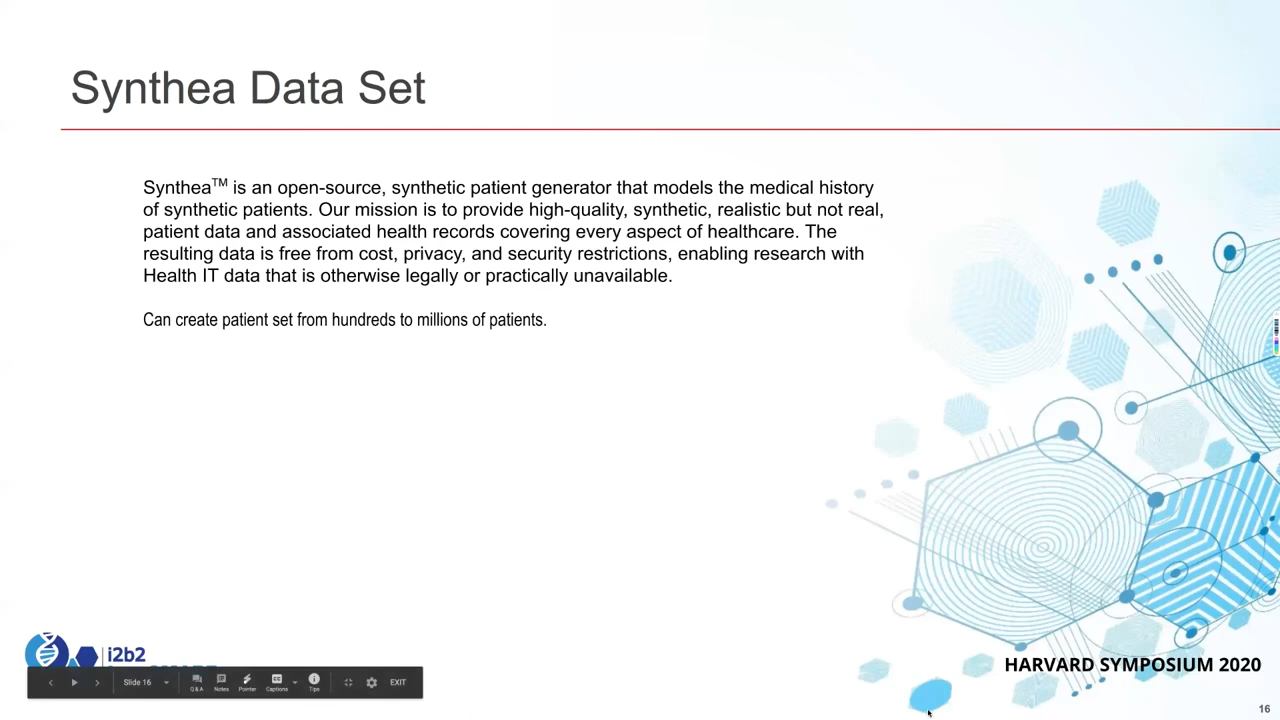 Synthea Data Set
Synthea™ is an open-source, synthetic patient generator that models the medical history
of synthetic patients. Our mission is to provide high-quality, synthetic, realistic but not real,
patient data and associated health records covering every aspect of healthcare. The
resulting data is free from cost, privacy, and security restrictions, enabling research with
Health IT data that is otherwise legally or practically unavailable.
Can create patient set from hundreds to millions of patients.
i2b2
HARVARD SYMPOSIUM 2020
Slide 16
Q&A
Notes
Pointer
Captions
Tips
EXIT
16